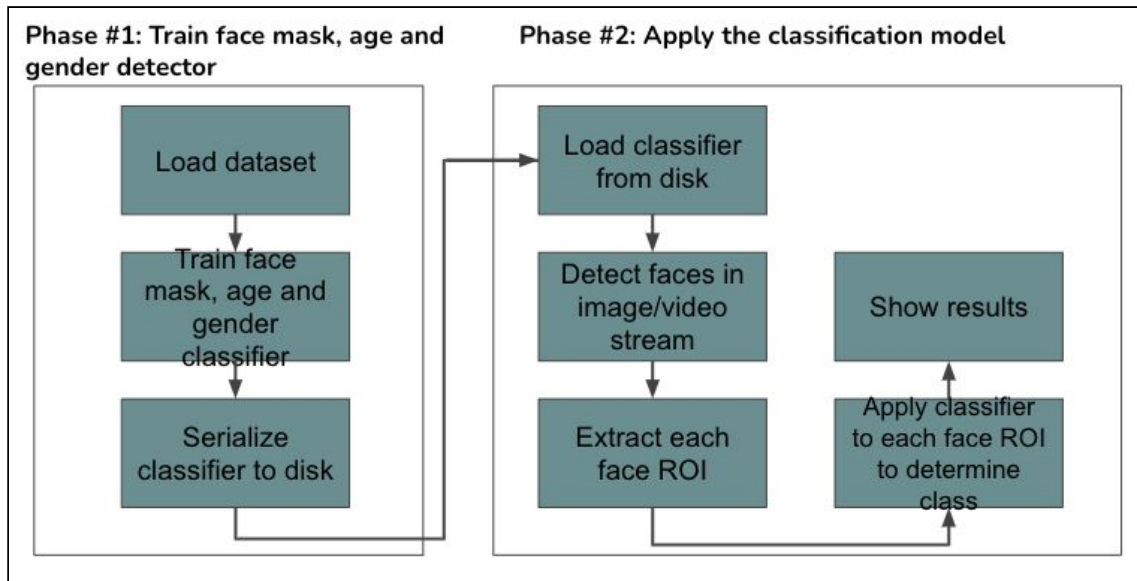 Phase #1: Train face mask, age and
gender detector
Load dataset
Train face
mask, age and
gender
classifier
Serialize
classifier to disk
Phase #2: Apply the classification model
Load classifier
from disk
Detect faces in
image/video
stream
Extract each
face ROI
Apply classifier
to each face ROI
to determine
class
Show results